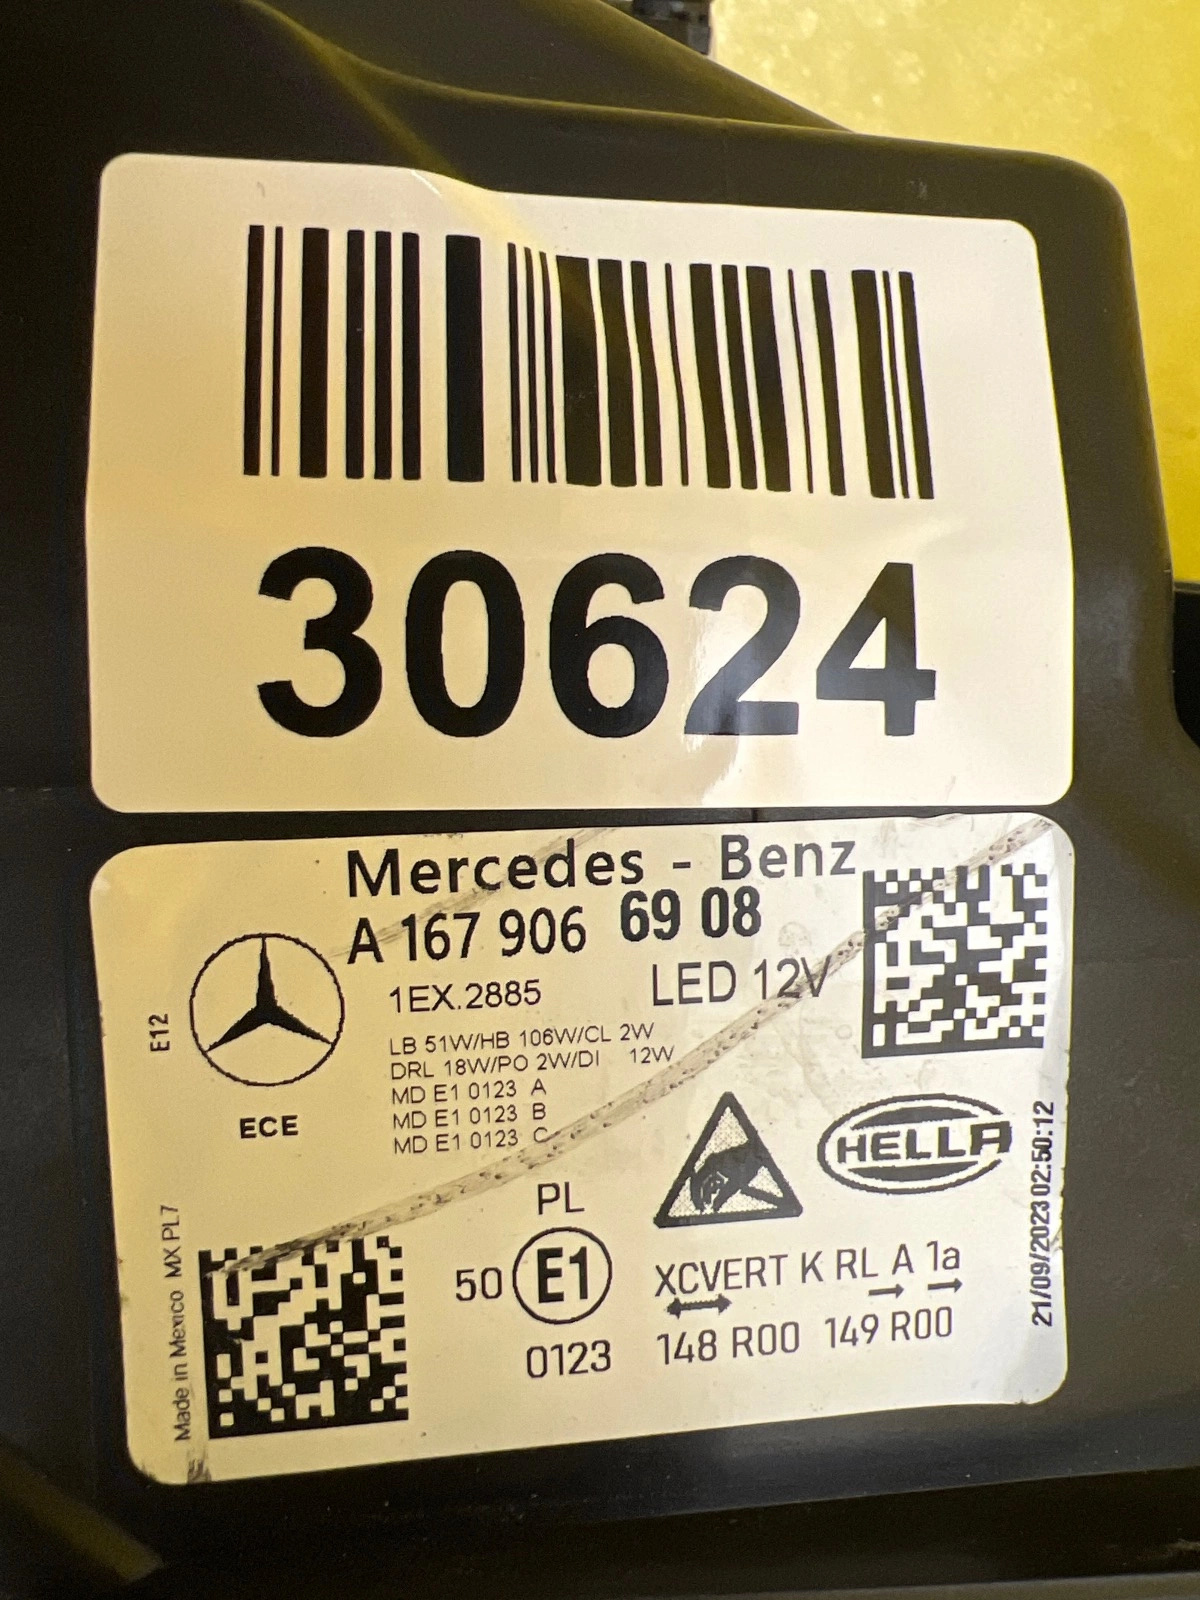 30624
Mercedes - Benz
A 167 906 69 08
1EX.2885 LED 12V
LB 51W/HB 106W/CL 2W
DRL 18W/PO 2W/DI 12W
MD E1 0123 A
MD E1 0123 B
MD E1 0123 C
E12
ECE
HELLA
PL
50 E1 XCVERT K RL A 1a
0123 148 R00 149 R00
Made in Mexico MX PL7
21/09/2023 02:50:12